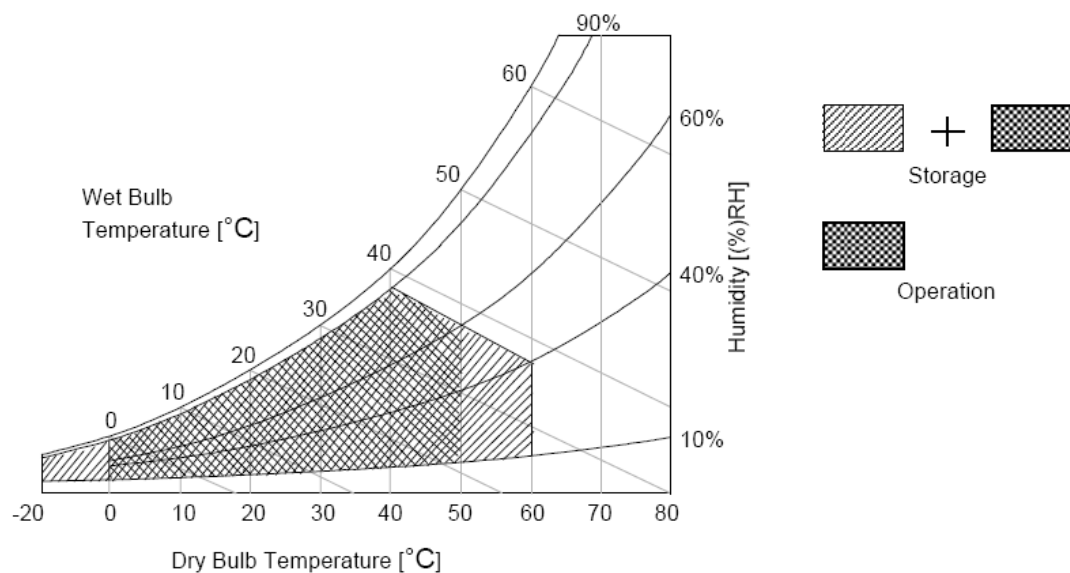 90%
60
60%
50
Wet Bulb
Temperature [°C]
Storage
40
40%
30
Humidity [(%)RH]
Operation
20
10
0
10%
-20 0 10 20 30 40 50 60 70 80
Dry Bulb Temperature [°C]